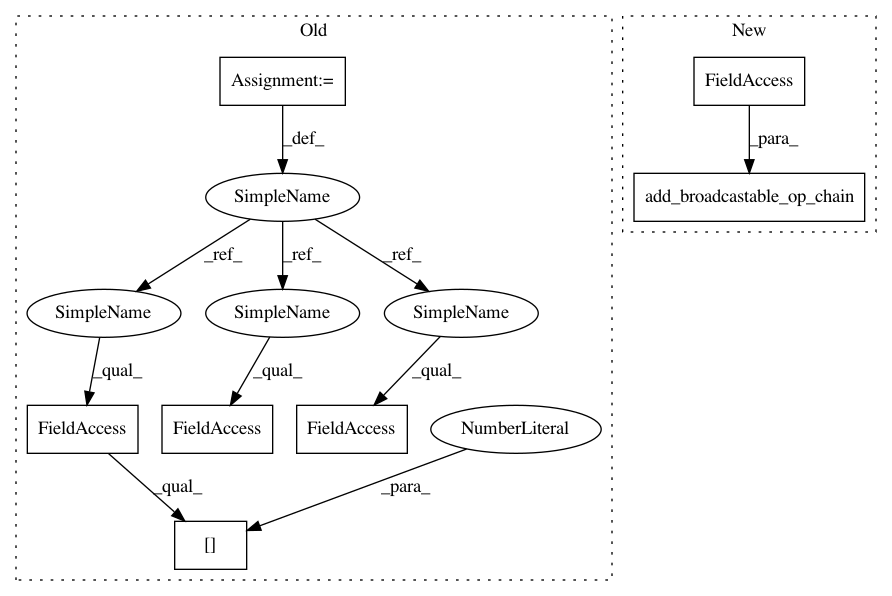 Old
New
Assignment:=
FieldAccess
_def_
_para_
SimpleName
add_broadcastable_op_chain
_ref_
_ref_
_ref_
SimpleName
SimpleName
SimpleName
_qual_
_qual_
_qual_
FieldAccess
FieldAccess
FieldAccess
NumberLiteral
_qual_
_para_
[]